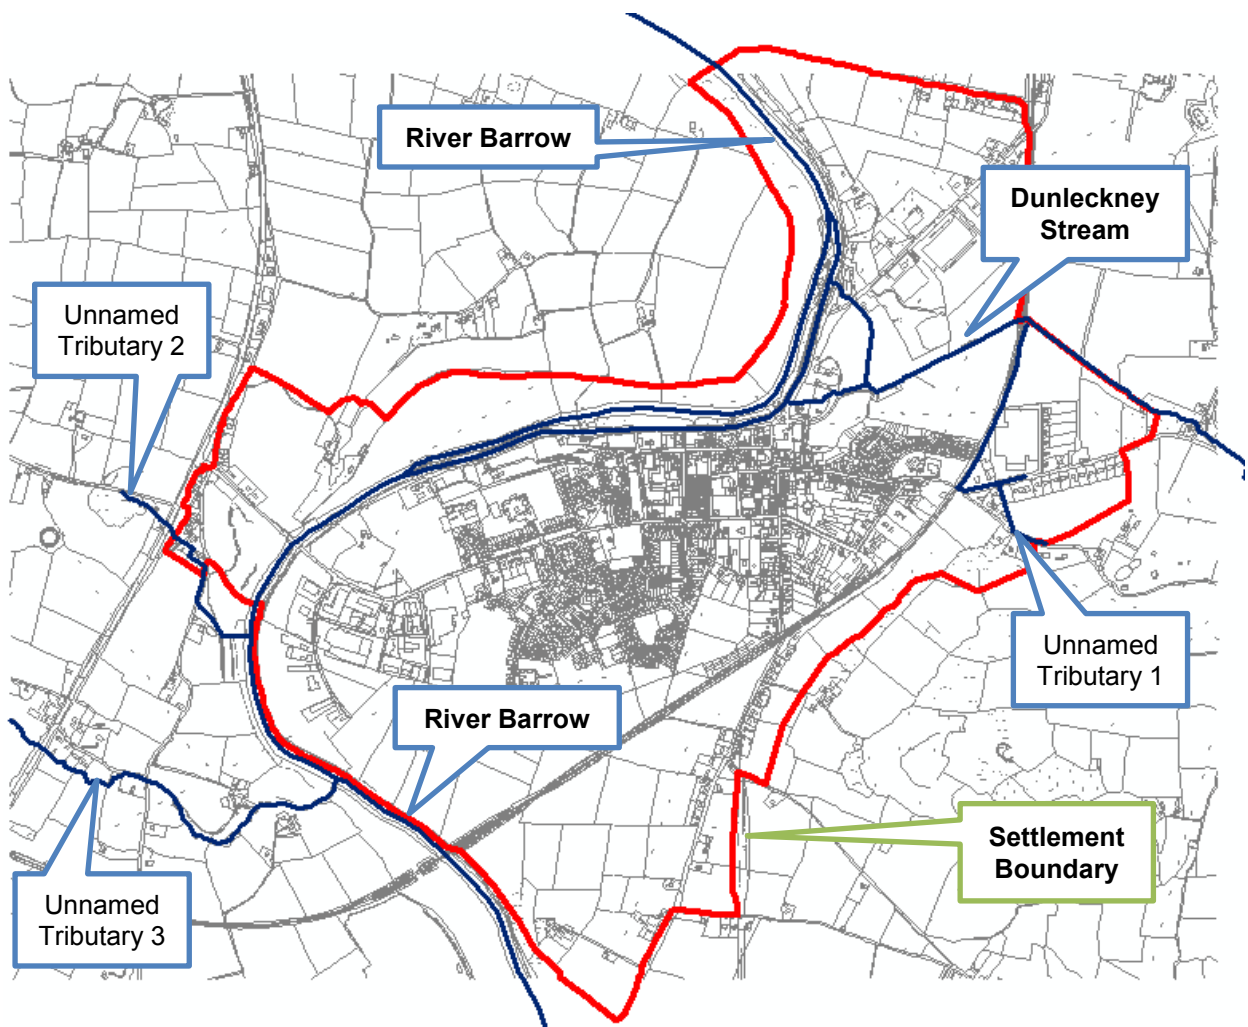 River Barrow
Dunleckney
Stream
Unnamed
Tributary 2
Unnamed
Tributary 1
River Barrow
Settlement
Boundary
Unnamed
Tributary 3